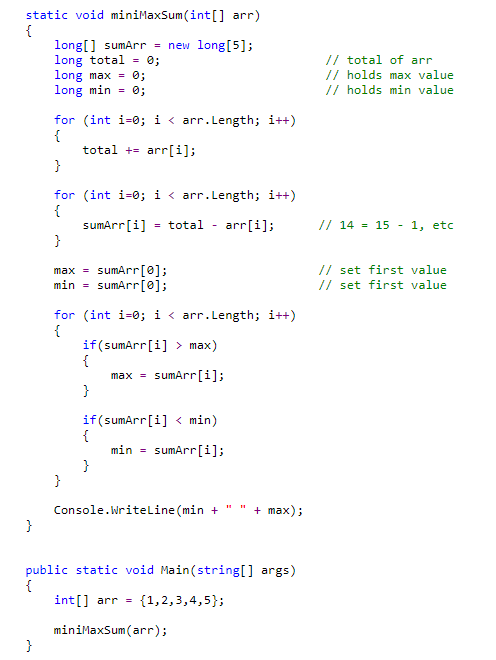 static void miniMaxSum(int[] arr)
{
    long[] sumArr = new long[5];
    long total = 0;                       // total of arr
    long max = 0;                         // holds max value
    long min = 0;                         // holds min value

    for (int i=0; i < arr.Length; i++)
    {
        total += arr[i];
    }

    for (int i=0; i < arr.Length; i++)
    {
        sumArr[i] = total - arr[i];      // 14 = 15 - 1, etc
    }

    max = sumArr[0];                     // set first value
    min = sumArr[0];                     // set first value

    for (int i=0; i < arr.Length; i++)
    {
        if(sumArr[i] > max)
        {
            max = sumArr[i];
        }

        if(sumArr[i] < min)
        {
            min = sumArr[i];
        }
    }

    Console.WriteLine(min + " " + max);
}

public static void Main(string[] args)
{
    int[] arr = {1,2,3,4,5};

    miniMaxSum(arr);
}